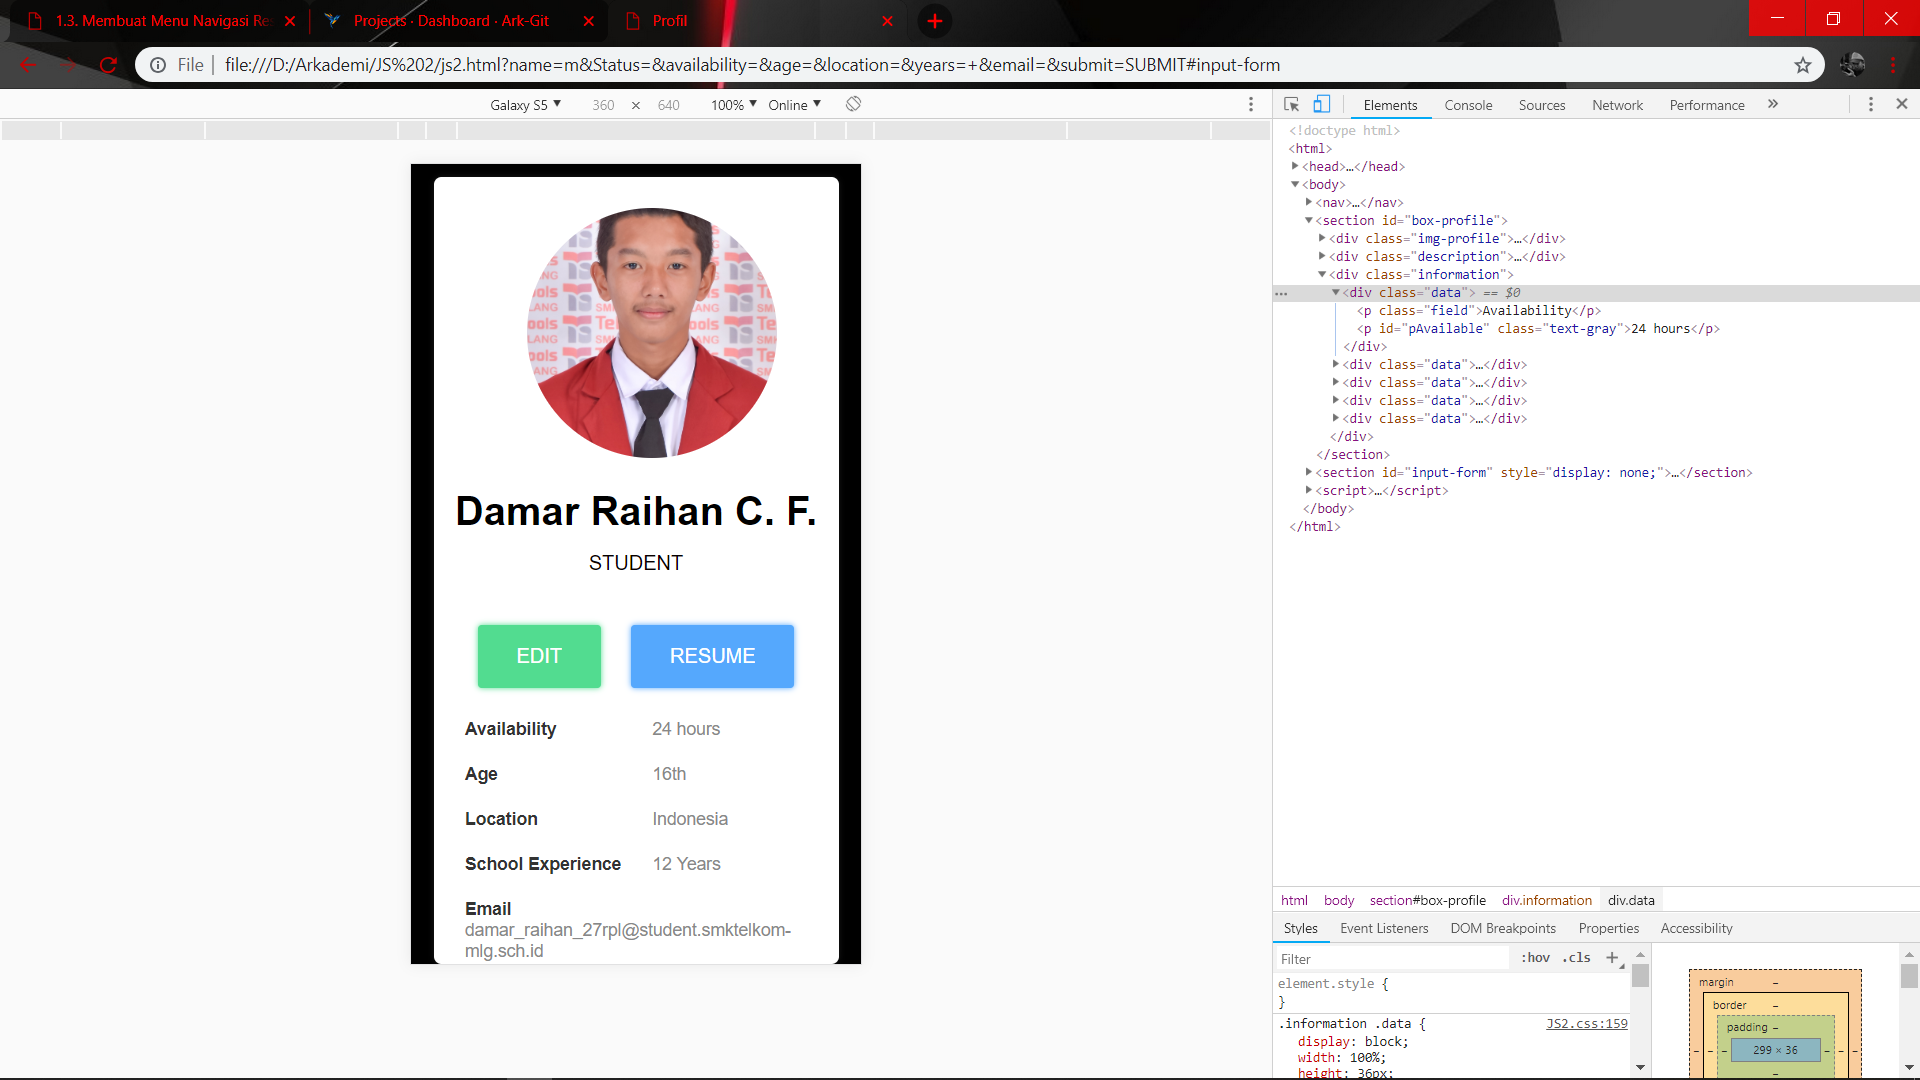 1.3. Membuat Menu Navigasi Res
Projects · Dashboard · Ark-Git
Profil
File
file:///D:/Arkademi/JS%202/js2.html?name=m&Status=&availability=&age=&location=&years=+&email=&submit=SUBMIT#input-form
Galaxy S5 ▼ 360 × 640 100% ▼ Online ▼
Damar Raihan C. F.
STUDENT
EDIT RESUME
Availability 24 hours
Age 16th
Location Indonesia
School Experience 12 Years
Email
damar_raihan_27rpl@student.smktelkom-
mlg.sch.id
Elements Console Sources Network Performance »
<!doctype html>
<html>
<head>…</head>
<body>
<nav>…</nav>
<section id="box-profile">
<div class="img-profile">…</div>
<div class="description">…</div>
<div class="information">
<div class="data"> == $0
<p class="field">Availability</p>
<p id="pAvailable" class="text-gray">24 hours</p>
</div>
<div class="data">…</div>
<div class="data">…</div>
<div class="data">…</div>
<div class="data">…</div>
</div>
</section>
<section id="input-form" style="display: none;">…</section>
<script>…</script>
</body>
</html>
html body section#box-profile div.information div.data
Styles Event Listeners DOM Breakpoints Properties Accessibility
Filter :hov .cls +
element.style {
}
.information .data { JS2.css:159
display: block;
width: 100%;
height: 36px;
margin –
border –
padding –
299 × 36